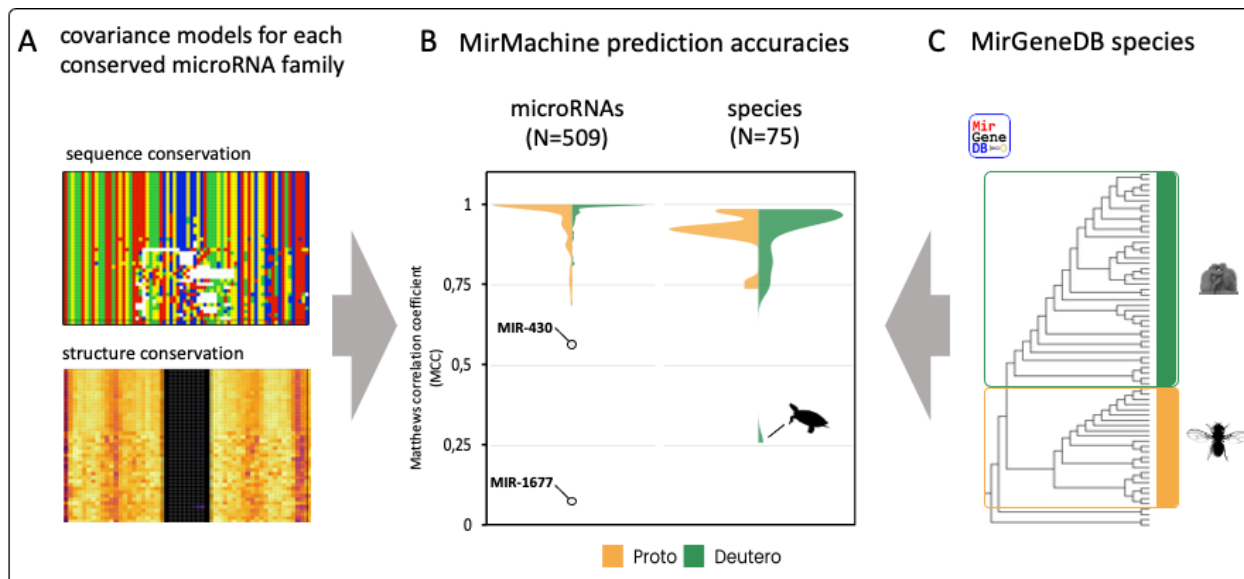 A covariance models for each
conserved microRNA family
sequence conservation
structure conservation
B MirMachine prediction accuracies
microRNAs
(N=509)
species
(N=75)
Matthews correlation coefficient
(MCC)
1
0,75
0,5
0,25
0
MIR-430
MIR-1677
Proto
Deutero
C MirGeneDB species
Mir
Gene
DB